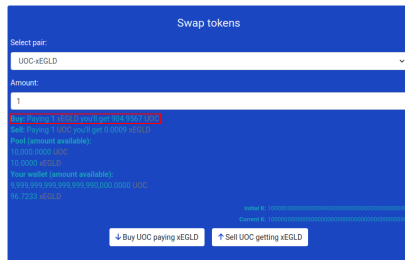 Swap tokens
Select pair:
UOC-xEGLD
Amount:
1
Buy: Paying 1 xEGLD you'll get 904.9567 UOC
Sell: Paying 1 UOC you'll get 0.0009 xEGLD
Pool (amount available):
10,000.0000 UOC
10.0000 xEGLD
Your wallet (amount available):
9,999,999,999,999,999,990,000.0000 UOC
96.7233 xEGLD
Initial K:
Current K:
↓ Buy UOC paying xEGLD ↑ Sell UOC getting xEGLD